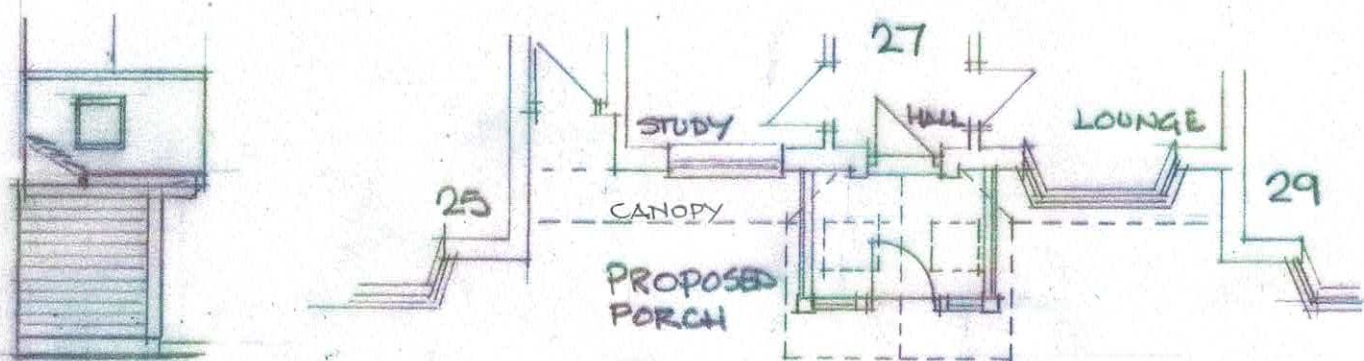 27
STUDY
HALL
LOUNGE
25
CANOPY
29
PROPOSED
PORCH